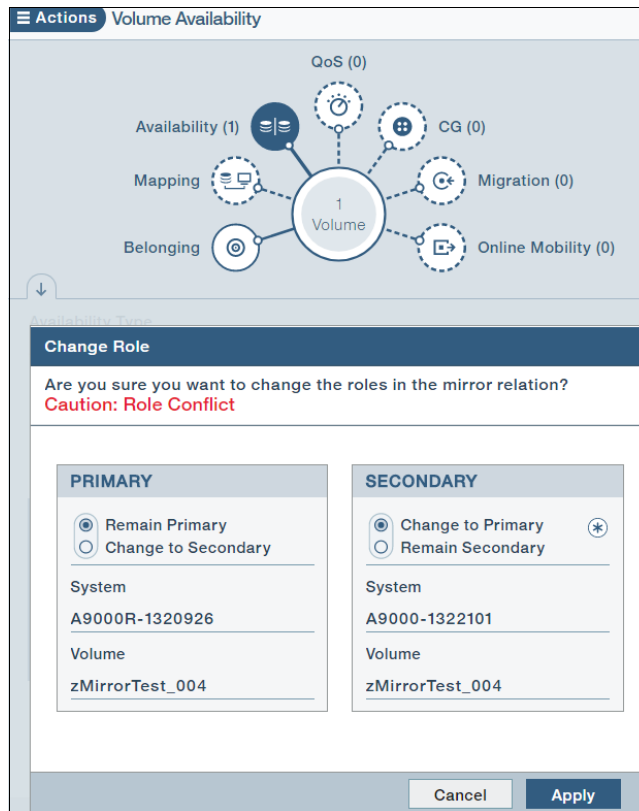 Actions Volume Availability
QoS (0)
Availability (1)
CG (0)
Mapping
Migration (0)
1
Volume
Belonging
Online Mobility (0)
Availability Type
Change Role
Are you sure you want to change the roles in the mirror relation?
Caution: Role Conflict
PRIMARY
Remain Primary
Change to Secondary
System
A9000R-1320926
Volume
zMirrorTest_004
SECONDARY
Change to Primary
Remain Secondary
System
A9000-1322101
Volume
zMirrorTest_004
Cancel
Apply